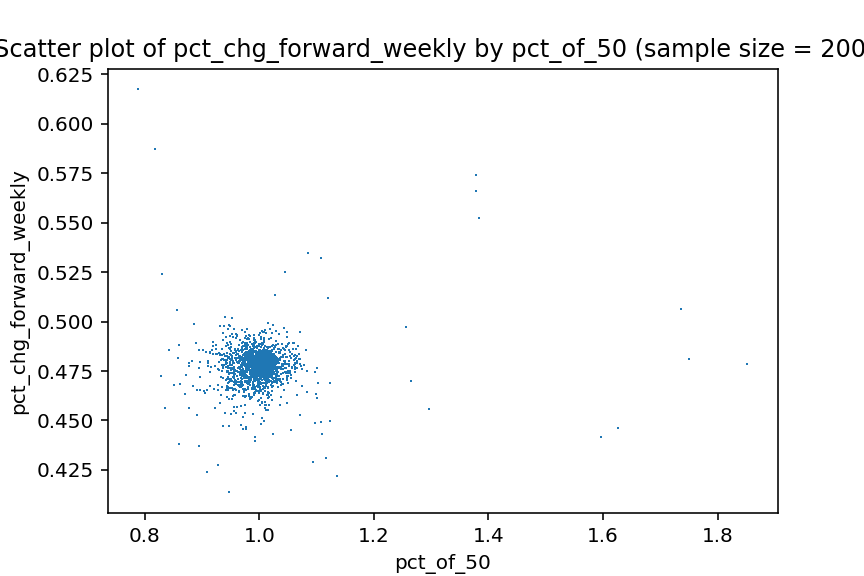 Scatter plot of pct_chg_forward_weekly by pct_of_50 (sample size = 200
0.625
0.600
0.575
0.550
0.525
0.500
0.475
0.450
0.425
pct_chg_forward_weekly
0.8 1.0 1.2 1.4 1.6 1.8
pct_of_50